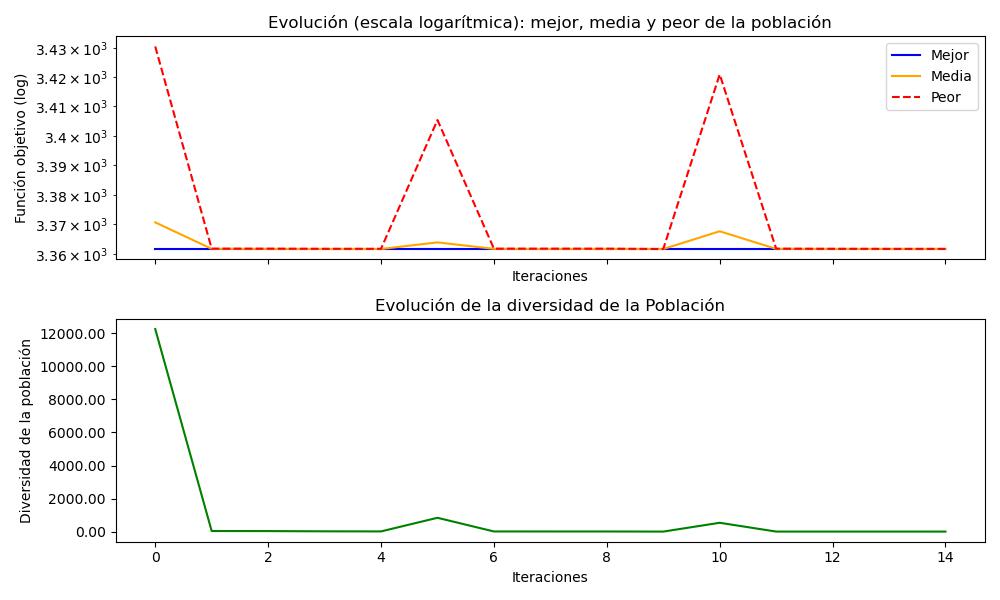 Evolución (escala logarítmica): mejor, media y peor de la población
Función objetivo (log)
3.43 × 10³
3.42 × 10³
3.41 × 10³
3.4 × 10³
3.39 × 10³
3.38 × 10³
3.37 × 10³
3.36 × 10³
Mejor
Media
Peor
Iteraciones
Evolución de la diversidad de la Población
Diversidad de la población
12000.00
10000.00
8000.00
6000.00
4000.00
2000.00
0.00
0 2 4 6 8 10 12 14
Iteraciones